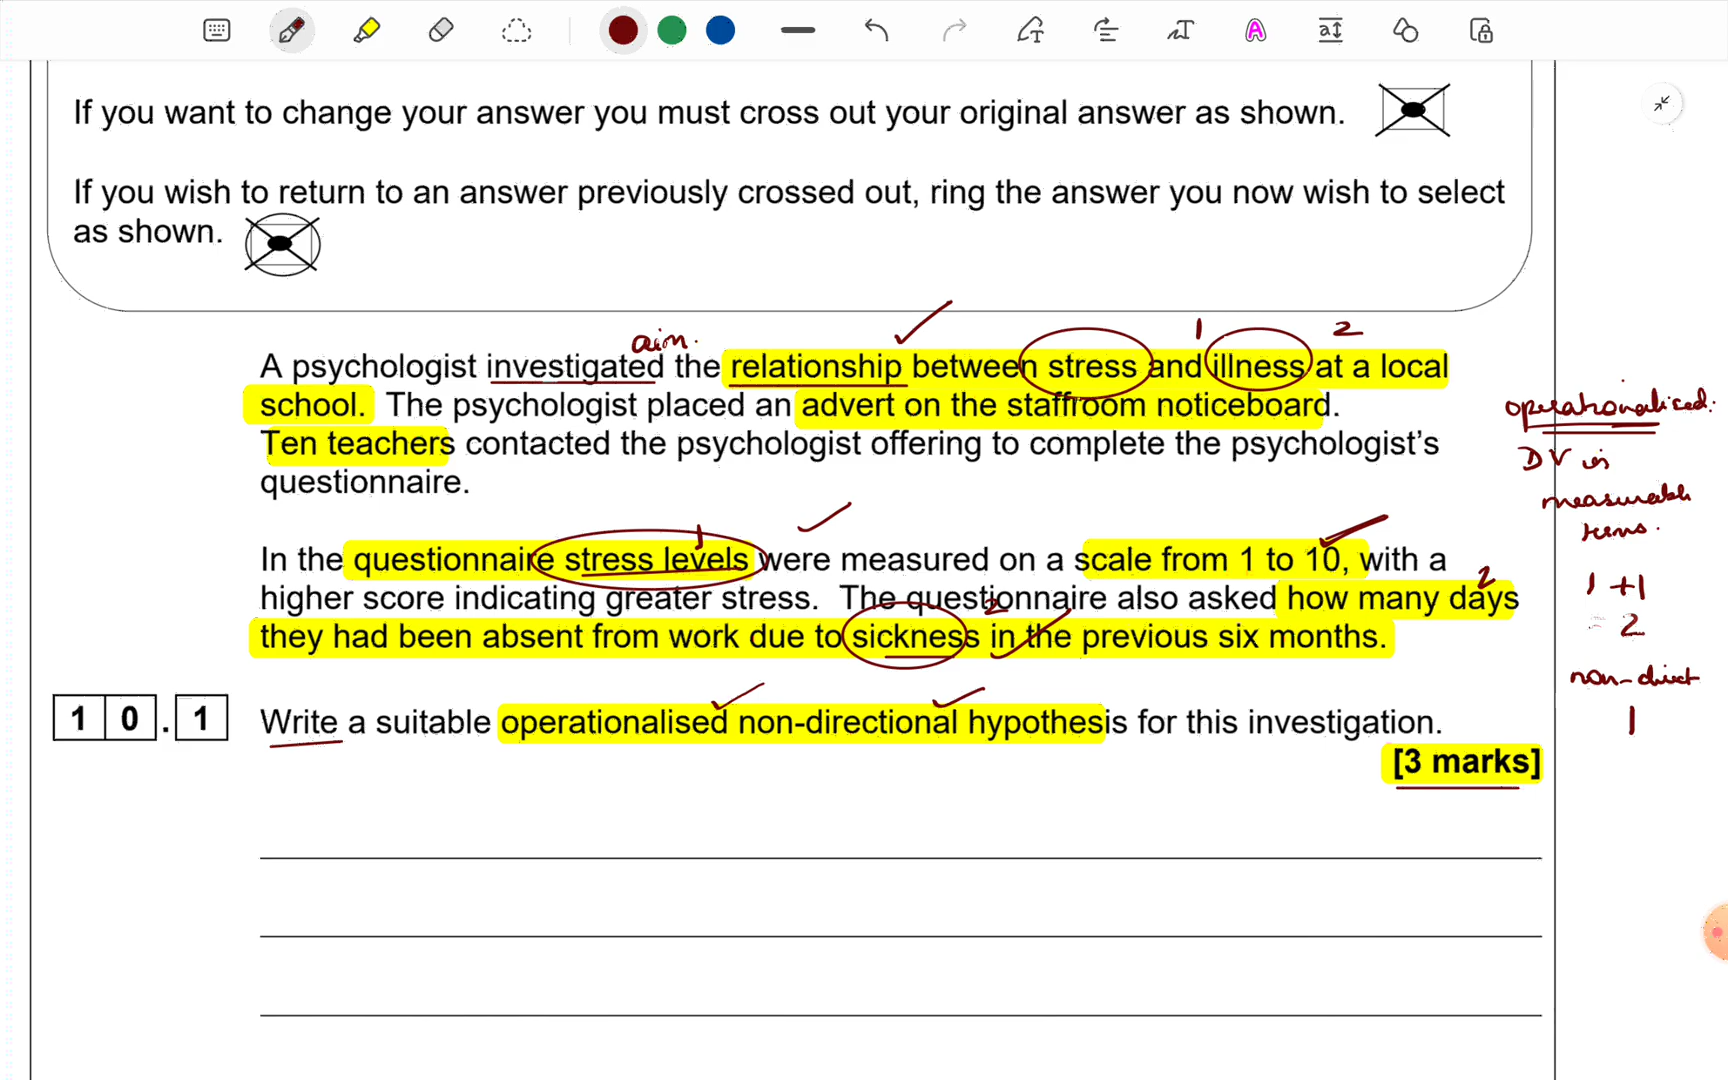 If you want to change your answer you must cross out your original answer as shown.
If you wish to return to an answer previously crossed out, ring the answer you now wish to select
as shown.
aim.
1 2
A psychologist investigated the relationship between stress and illness at a local
school. The psychologist placed an advert on the staffroom noticeboard.
Ten teachers contacted the psychologist offering to complete the psychologist's
questionnaire.
operationalised.
DV in
measurable
terms.
1
In the questionnaire stress levels were measured on a scale from 1 to 10, with a
2
higher score indicating greater stress. The questionnaire also asked how many days
2
they had been absent from work due to sickness in the previous six months.
1 +1
= 2
non-direct
1
10.1 Write a suitable operationalised non-directional hypothesis for this investigation.
[3 marks]